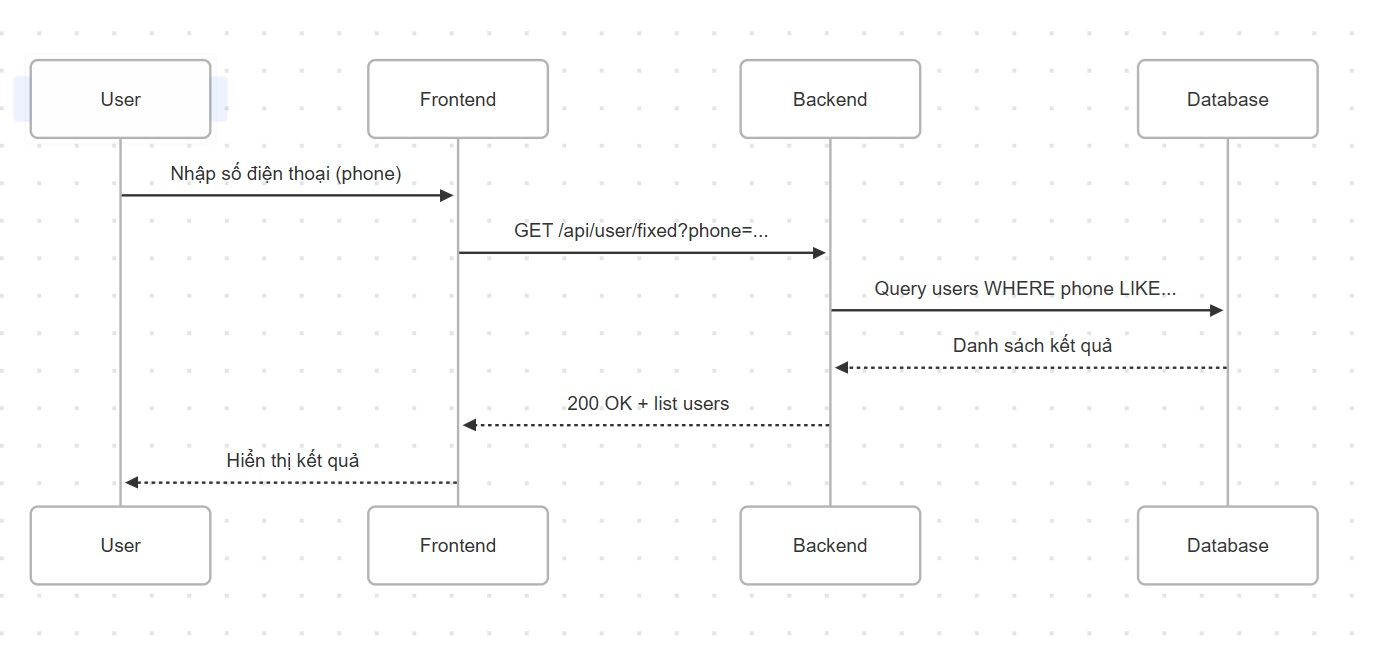 User
Frontend
Backend
Database
Nhập số điện thoại (phone)
GET /api/user/fixed?phone=...
Query users WHERE phone LIKE...
Danh sách kết quả
200 OK + list users
Hiển thị kết quả
User
Frontend
Backend
Database